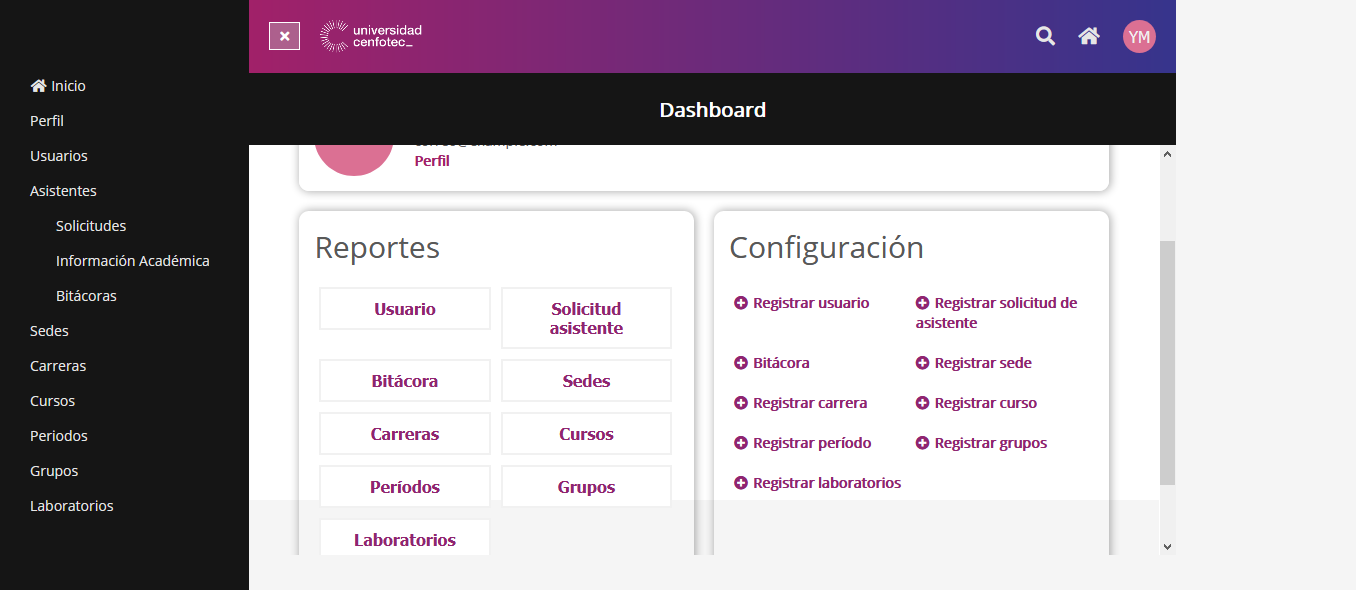 universidad
cenfotec_
YM
Dashboard
Inicio
Perfil
Usuarios
Asistentes
Solicitudes
Información Académica
Bitácoras
Sedes
Carreras
Cursos
Periodos
Grupos
Laboratorios
Perfil
Reportes
Usuario
Solicitud
asistente
Bitácora
Sedes
Carreras
Cursos
Períodos
Grupos
Laboratorios
Configuración
Registrar usuario
Registrar solicitud de
asistente
Bitácora
Registrar sede
Registrar carrera
Registrar curso
Registrar período
Registrar grupos
Registrar laboratorios